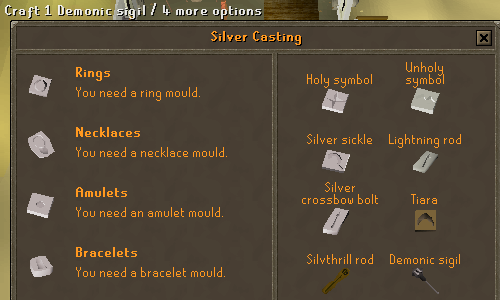 Craft 1 Demonic sigil / 4 more options
Silver Casting
Rings
You need a ring mould.
Necklaces
You need a necklace mould.
Amulets
You need an amulet mould.
Bracelets
You need a bracelet mould.
Holy symbol
Unholy
symbol
Silver sickle
Lightning rod
Silver
crossbow bolt
Tiara
Silvthrill rod
Demonic sigil